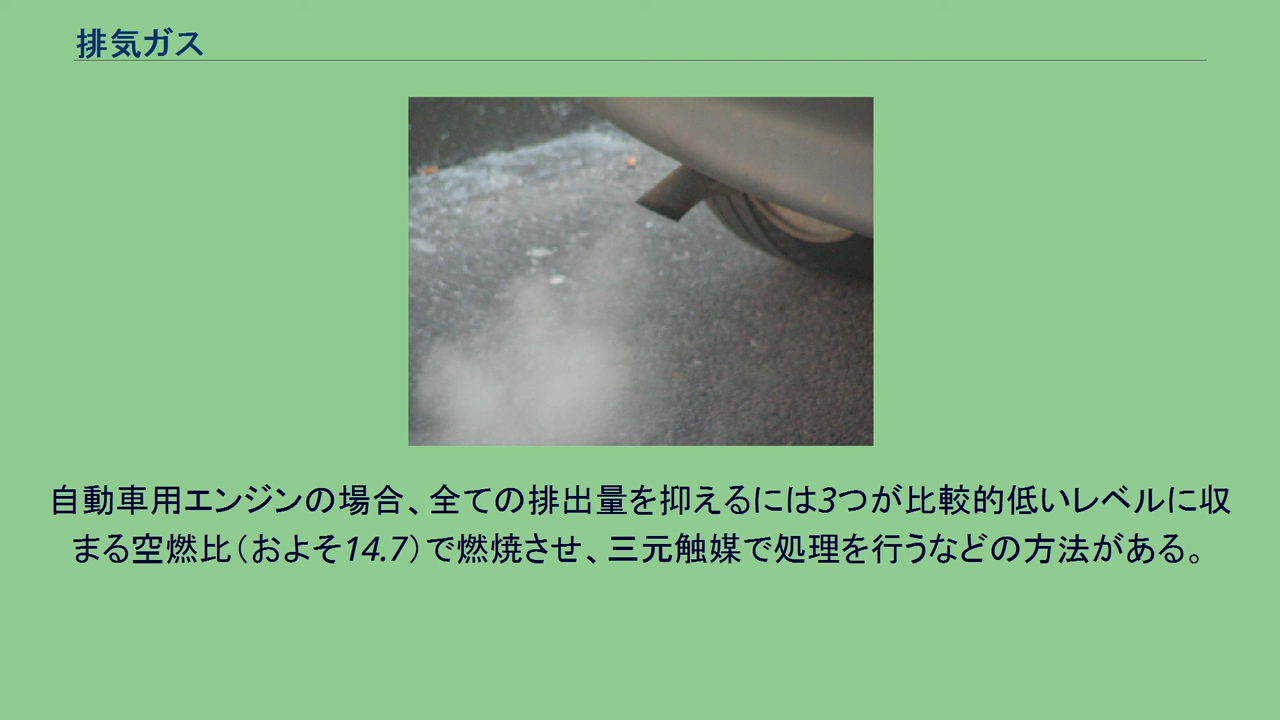 排気ガス
自動車用エンジンの場合、全ての排出量を抑えるには3つが比較的低いレベルに収
まる空燃比（およそ14.7）で燃焼させ、三元触媒で処理を行うなどの方法がある。